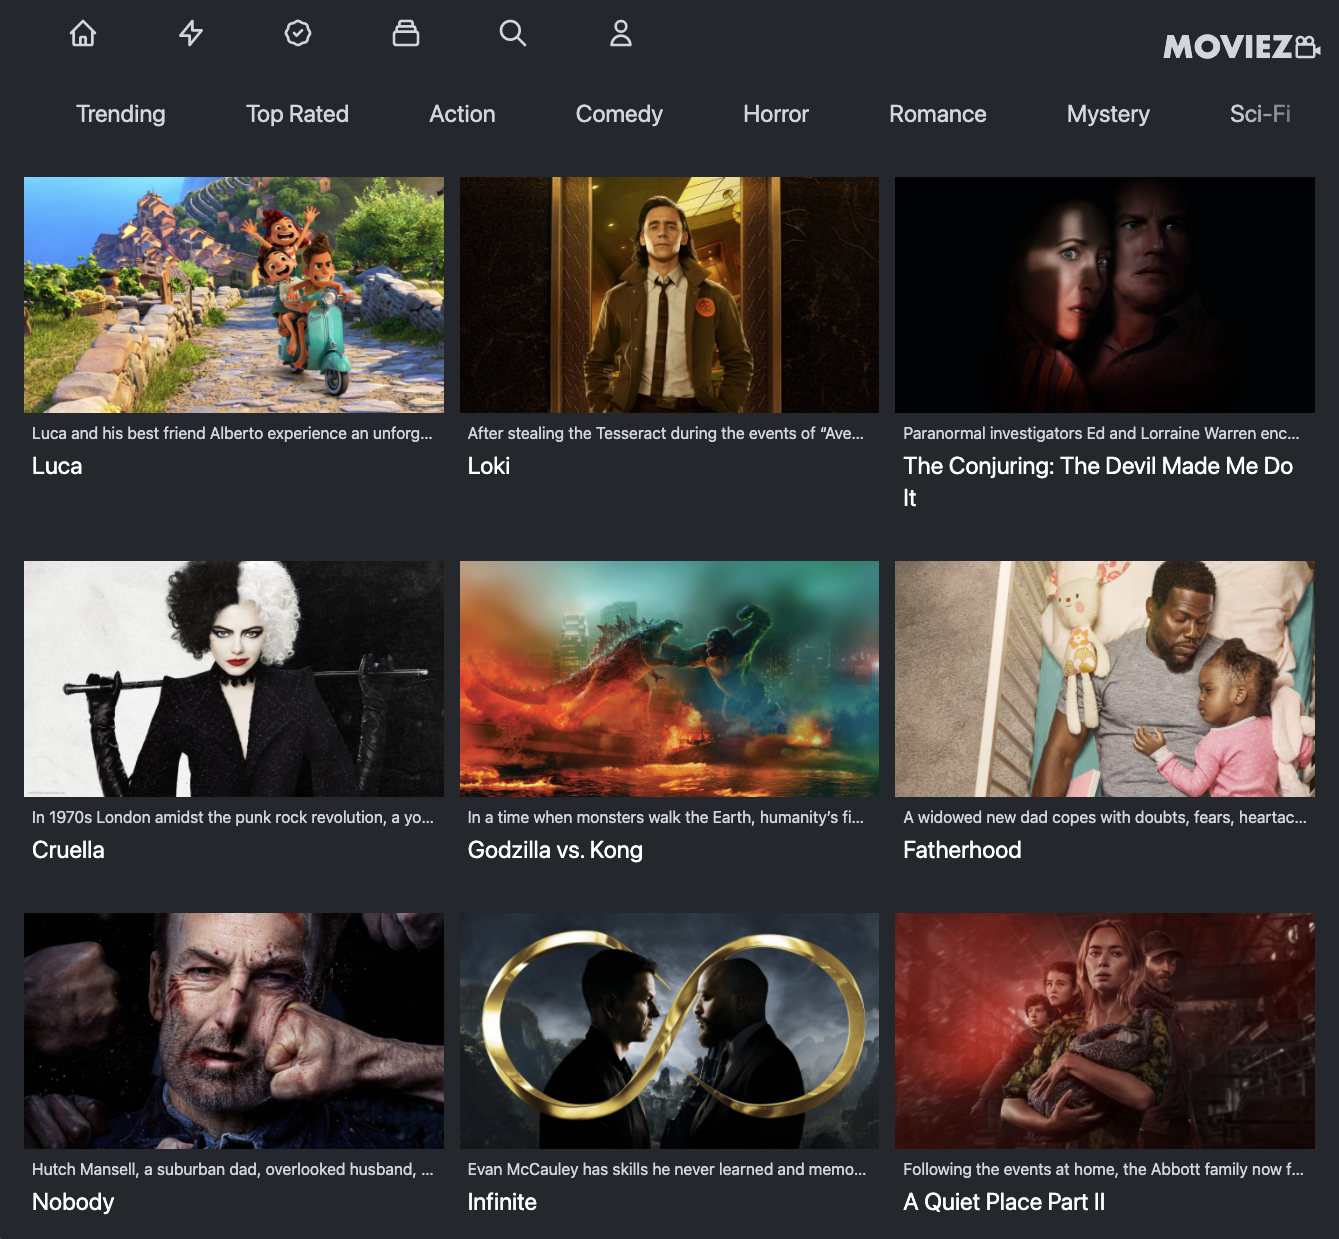 MOVIEZ
Trending Top Rated Action Comedy Horror Romance Mystery Sci-Fi
Luca and his best friend Alberto experience an unforg...
Luca
After stealing the Tesseract during the events of “Ave...
Loki
Paranormal investigators Ed and Lorraine Warren enc...
The Conjuring: The Devil Made Me Do
It
In 1970s London amidst the punk rock revolution, a yo...
Cruella
In a time when monsters walk the Earth, humanity’s fi...
Godzilla vs. Kong
A widowed new dad copes with doubts, fears, heartac...
Fatherhood
Hutch Mansell, a suburban dad, overlooked husband, ...
Nobody
Evan McCauley has skills he never learned and memo...
Infinite
Following the events at home, the Abbott family now f...
A Quiet Place Part II